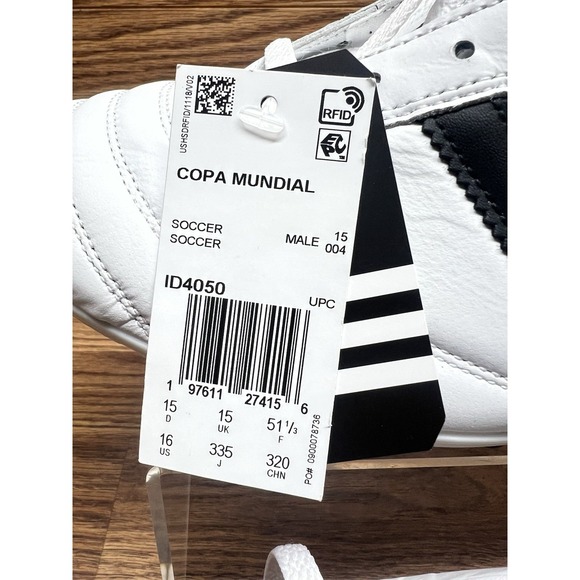 USHSDRFID/1118/V02
RFID
EPC™
COPA MUNDIAL
SOCCER
SOCCER MALE 15
004
ID4050
UPC
1 97611 27415 6
15 15 51 1/3
D UK F
16 335 320
US J CHN
PO# 0900078736